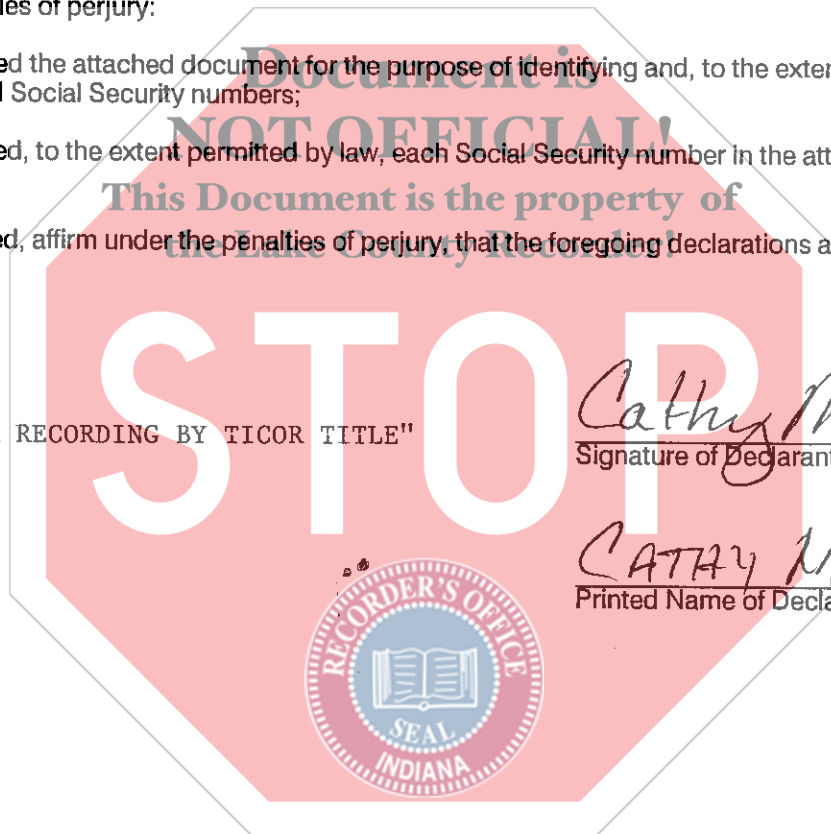 les of perjury:
Document is
ed the attached document for the purpose of identifying and, to the exten
Social Security numbers;
NOT OFFICIAL!
ed, to the extent permitted by law, each Social Security number in the att
This Document is the property of
ed, affirm under the penalties of perjury, that the foregoing declarations a
the Lake County Recorder!
STOP
RECORDING BY TICOR TITLE"
Cathy
Signature of Declarant
CATHY
Printed Name of Decla
RECORDER'S OFFICE
SEAL
INDIANA